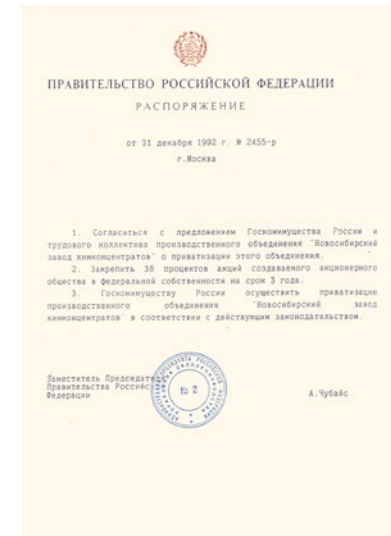 ПРАВИТЕЛЬСТВО РОССИЙСКОЙ ФЕДЕРАЦИИ
РАСПОРЯЖЕНИЕ
от 31 декабря 1992 г. № 2455-р
г.Москва
1. Согласиться с предложением Госкомимущества России и
трудового коллектива производственного объединения "Новосибирский
завод химконцентратов" о приватизации этого объединения.
2. Закрепить 38 процентов акций создаваемого акционерного
общества в федеральной собственности на срок 3 года.
3. Госкомимуществу России осуществить приватизацию
производственного объединения "Новосибирский завод
химконцентратов" в соответствии с действующим законодательством.
Заместитель Председател
Правительства Российс
Федерации
№ 2
А.Чубайс